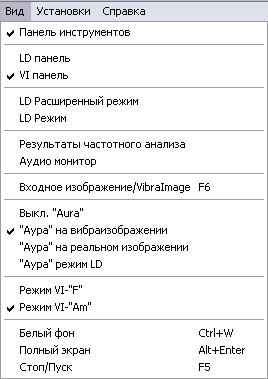 Вид Установки Справка
Панель инструментов
LD панель
VI панель
LD Расширенный режим
LD Режим
Результаты частотного анализа
Аудио монитор
Входное изображение/VibraImage F6
Выкл. "Aura"
"Аура" на вибраизображении
"Аура" на реальном изображении
"Аура" режим LD
Режим VI-"F"
Режим VI-"Am"
Белый фон Ctrl+W
Полный экран Alt+Enter
Стоп/Пуск F5